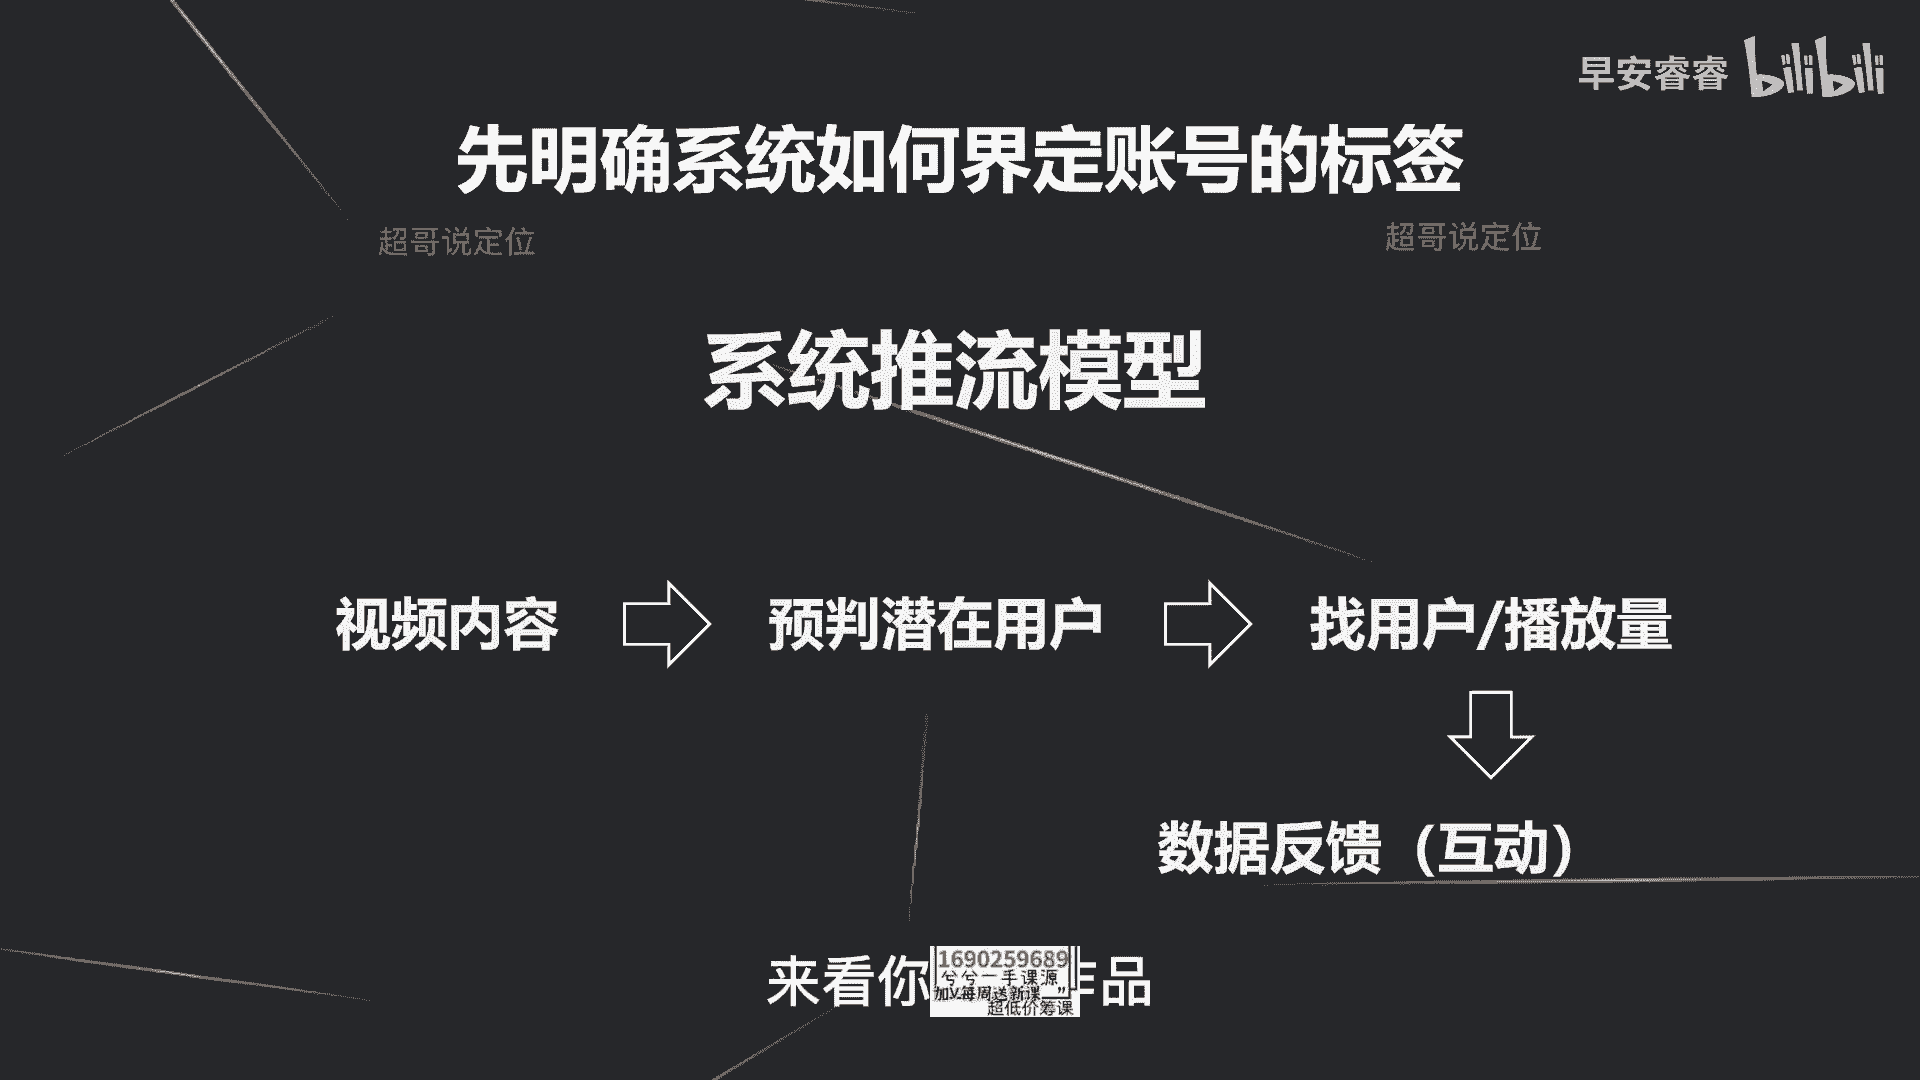 早安睿睿 bilibili
先明确系统如何界定账号的标签
超哥说定位 超哥说定位
系统推流模型
视频内容 预判潜在用户 找用户/播放量
数据反馈（互动）
来看你 作品
1690259689
兮兮一手课源
加V每周送新课
超低价筹课